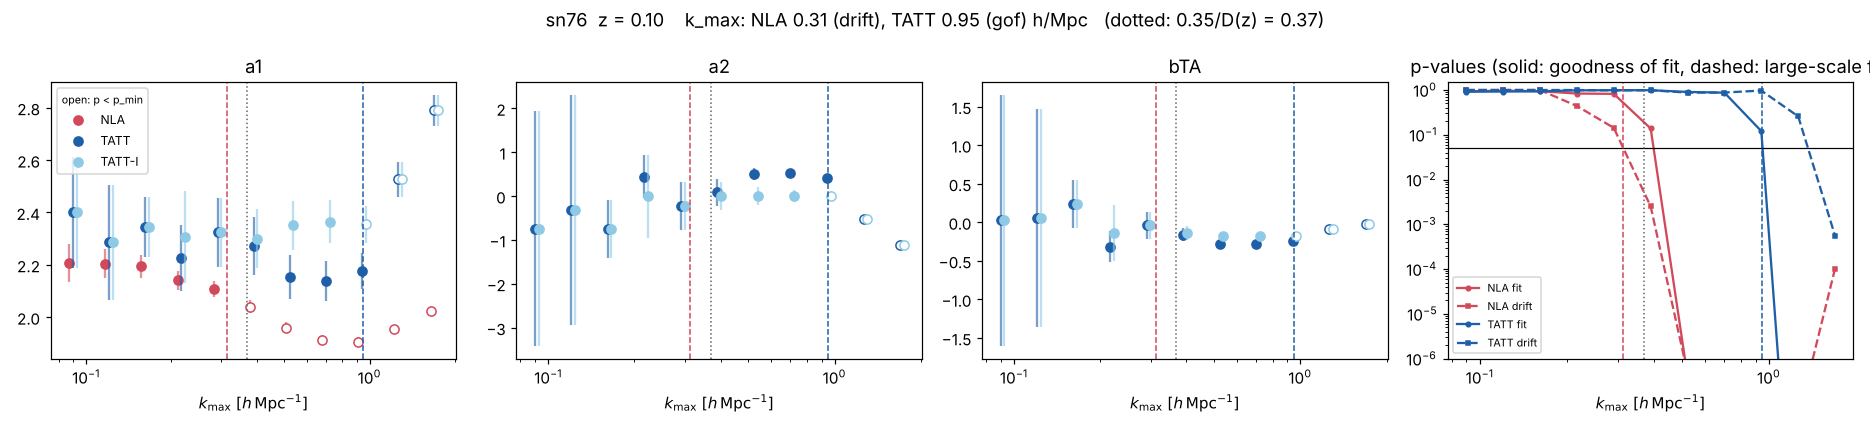 sn76 z = 0.10 k_max: NLA 0.31 (drift), TATT 0.95 (gof) h/Mpc (dotted: 0.35/D(z) = 0.37)
a1
open: p < p_min
NLA
TATT
TATT-I
2.8
2.6
2.4
2.2
2.0
10⁻¹
10⁰
k_max [h Mpc⁻¹]
a2
2
1
0
−1
−2
−3
10⁻¹
10⁰
k_max [h Mpc⁻¹]
bTA
1.5
1.0
0.5
0.0
−0.5
−1.0
−1.5
10⁻¹
10⁰
k_max [h Mpc⁻¹]
p-values (solid: goodness of fit, dashed: large-scale f
10⁰
10⁻¹
10⁻²
10⁻³
10⁻⁴
10⁻⁵
10⁻⁶
NLA fit
NLA drift
TATT fit
TATT drift
10⁻¹
10⁰
k_max [h Mpc⁻¹]